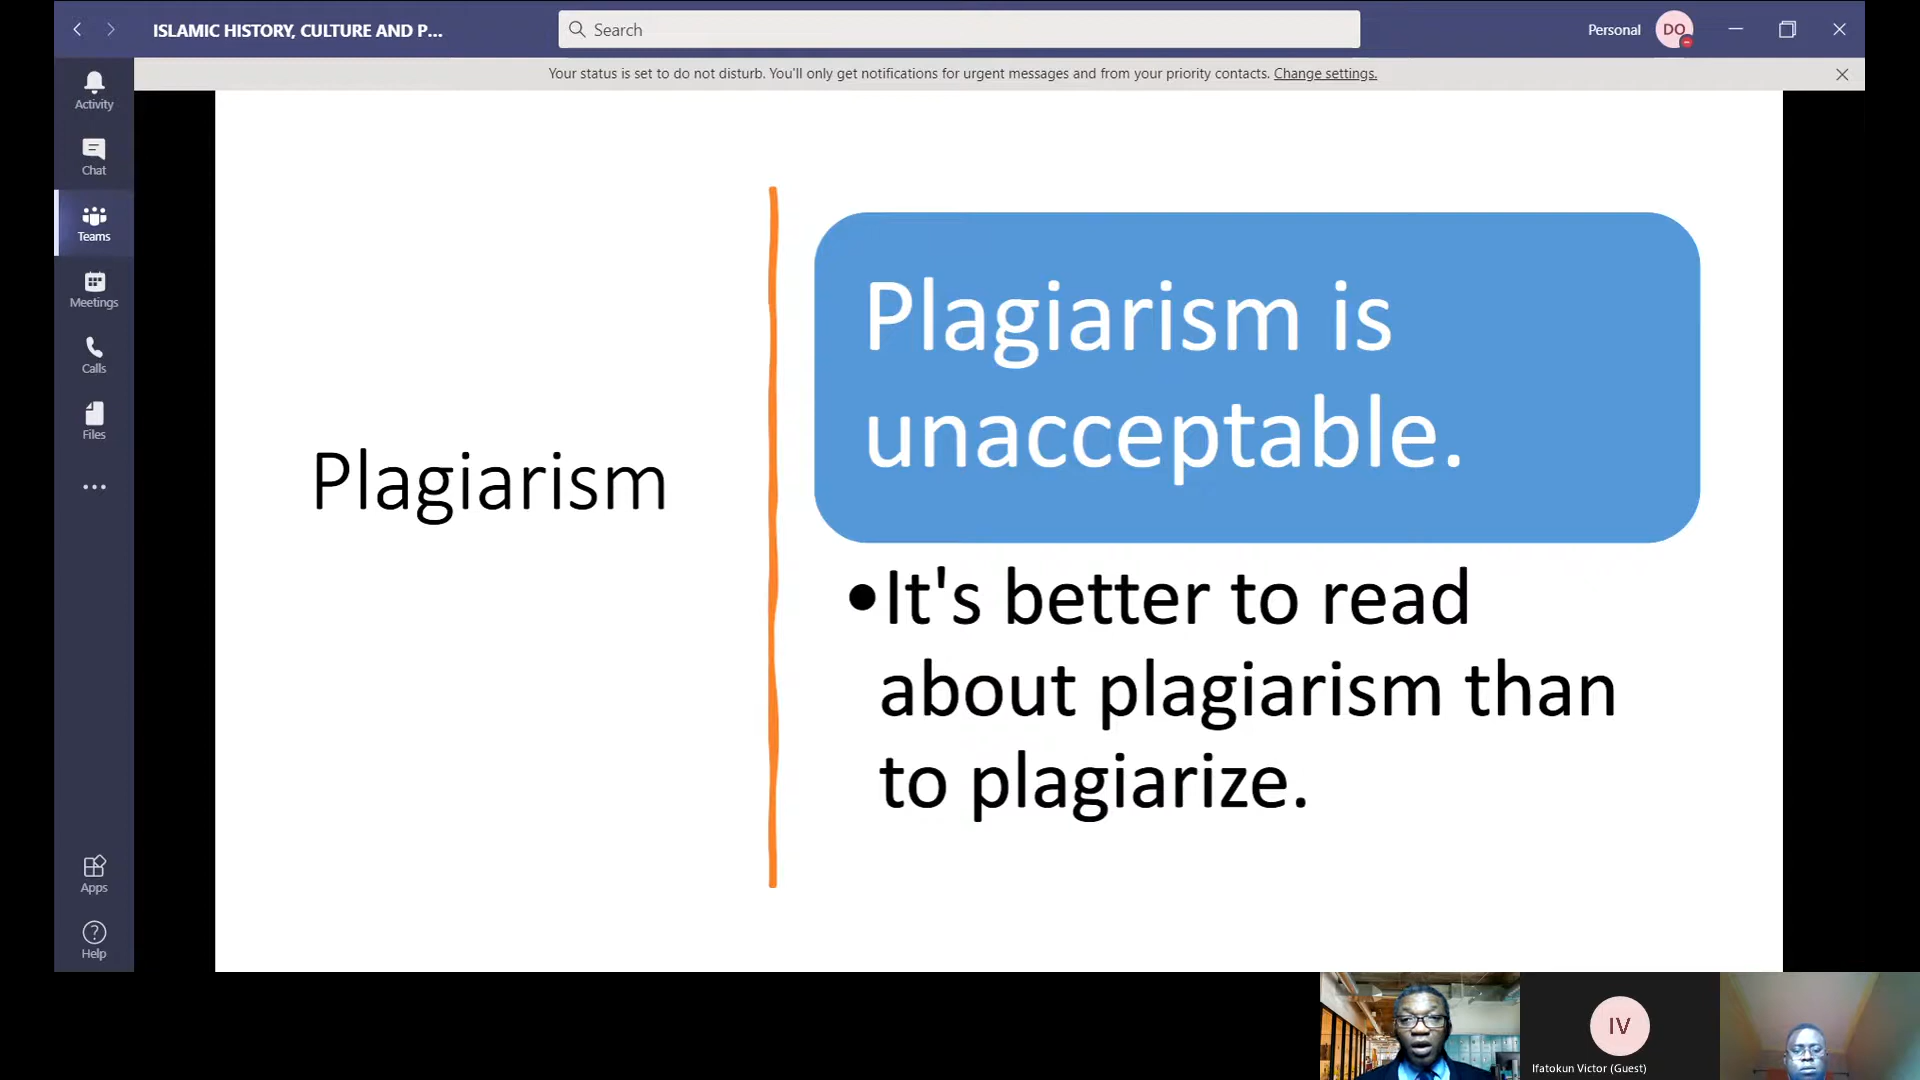 ISLAMIC HISTORY, CULTURE AND P...
Search
Personal
DO
Your status is set to do not disturb. You'll only get notifications for urgent messages and from your priority contacts. Change settings.
Activity
Chat
Teams
Meetings
Calls
Files
Apps
Help
Plagiarism
Plagiarism is
unacceptable.
•It's better to read
about plagiarism than
to plagiarize.
IV
Ifatokun Victor (Guest)